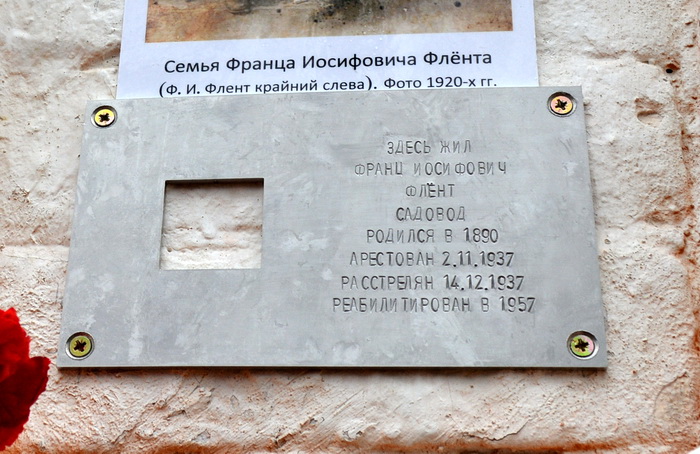 Семья Франца Иосифовича Флёнта
(Ф. И. Флент крайний слева). Фото 1920-х гг.
ЗДЕСЬ ЖИЛ
ФРАНЦ ИОСИФОВИЧ
ФЛЁНТ
САДОВОД
РОДИЛСЯ В 1890
АРЕСТОВАН 2.11.1937
РАССТРЕЛЯН 14.12.1937
РЕАБИЛИТИРОВАН В 1957